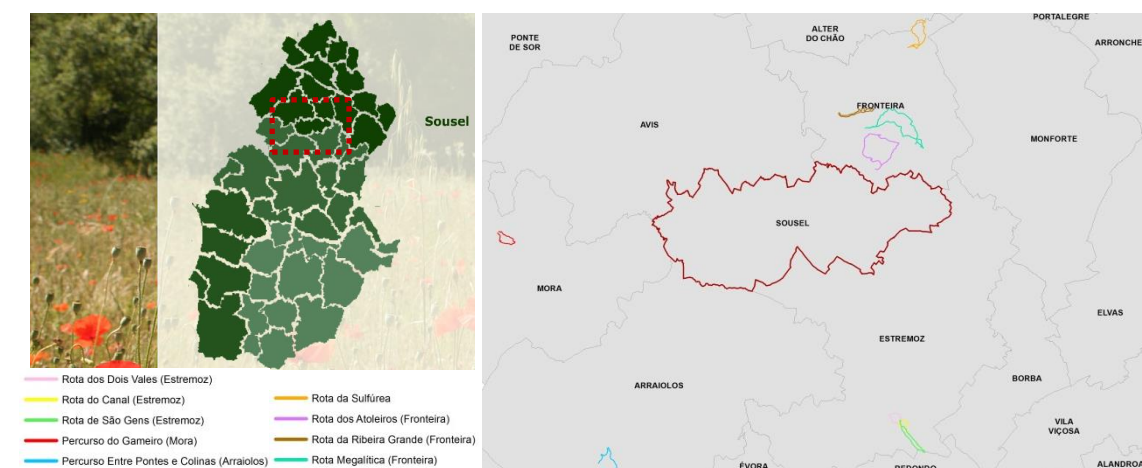 Sousel
Rota dos Dois Vales (Estremoz)
Rota do Canal (Estremoz)
Rota de São Gens (Estremoz)
Percurso do Gameiro (Mora)
Percurso Entre Pontes e Colinas (Arraiolos)
Rota da Sulfúrea
Rota dos Atoleiros (Fronteira)
Rota da Ribeira Grande (Fronteira)
Rota Megalítica (Fronteira)
PORTALEGRE
PONTE
DE SOR
ALTER
DO CHÃO
ARRONCHE
FRONTEIRA
AVIS
MONFORTE
SOUSEL
MORA
ELVAS
ESTREMOZ
ARRAIOLOS
BORBA
VILA
VIÇOSA
ÉVORA
REDONDO
ALANDROA